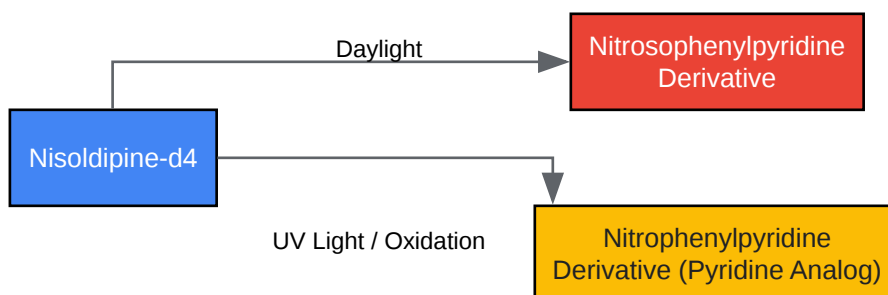 Daylight
Nitrosophenylpyridine
Derivative
Nisoldipine-d4
UV Light / Oxidation
Nitrophenylpyridine
Derivative (Pyridine Analog)